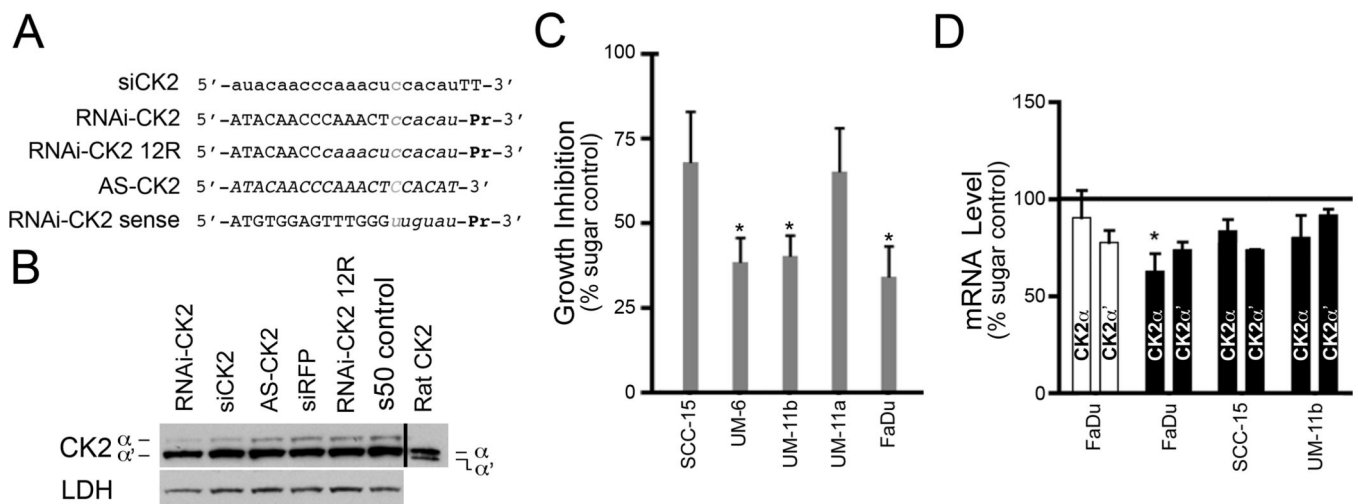 A
siCK2 5′-auacaacccaaacuccacauTT-3′
RNAi-CK2 5′-ATACAACCCAAACTccacau-Pr-3′
RNAi-CK2 12R 5′-ATACAACCcaaacuccacau-Pr-3′
AS-CK2 5′-ATACAACCCAAACTCCACAT-3′
RNAi-CK2 sense 5′-ATGTGGAGTTTGGGuuguau-Pr-3′
B
RNAi-CK2
siCK2
AS-CK2
siRFP
RNAi-CK2 12R
s50 control
Rat CK2
CK2
α
α'
α
α'
LDH
C
Growth Inhibition
(% sugar control)
100
75
50
25
0
*
*
*
SCC-15
UM-6
UM-11b
UM-11a
FaDu
D
mRNA Level
(% sugar control)
150
100
50
0
*
CK2α
CK2α'
CK2α
CK2α'
CK2α
CK2α'
CK2α
CK2α'
FaDu
FaDu
SCC-15
UM-11b